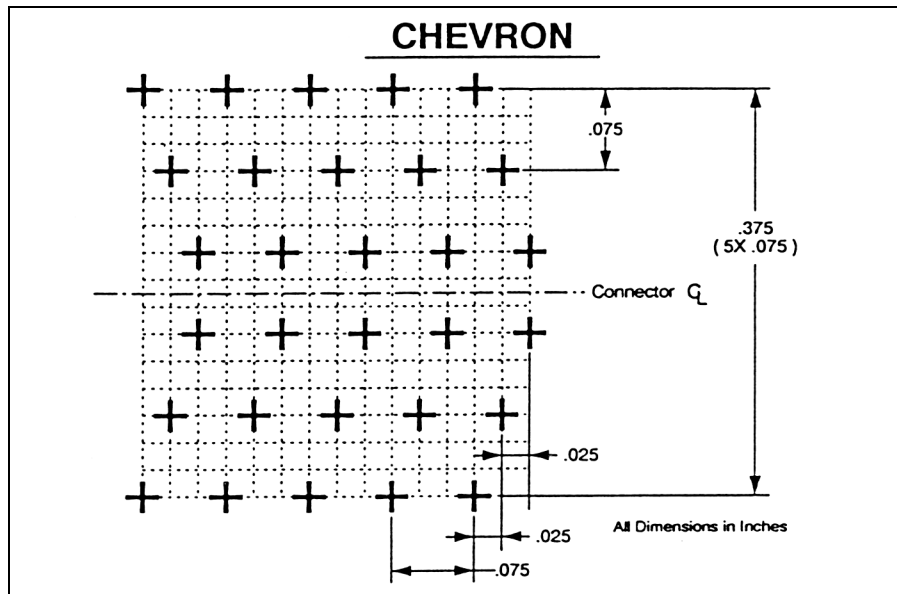 CHEVRON
.075
.375
( 5X .075 )
Connector ℄
.025
All Dimensions in Inches
.025
.075